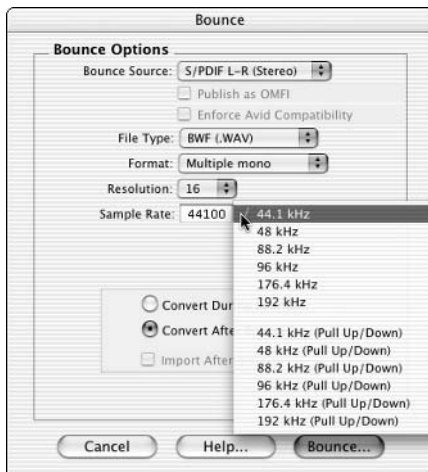 Bounce
Bounce Options
Bounce Source: S/PDIF L-R (Stereo)
Publish as OMFI
Enforce Avid Compatibility
File Type: BWF (.WAV)
Format: Multiple mono
Resolution: 16
Sample Rate: 44100 ✓ 44.1 kHz
48 kHz
88.2 kHz
96 kHz
176.4 kHz
192 kHz
44.1 kHz (Pull Up/Down)
48 kHz (Pull Up/Down)
88.2 kHz (Pull Up/Down)
96 kHz (Pull Up/Down)
176.4 kHz (Pull Up/Down)
192 kHz (Pull Up/Down)
Convert
Convert After
Import After
Cancel Help... Bounce...